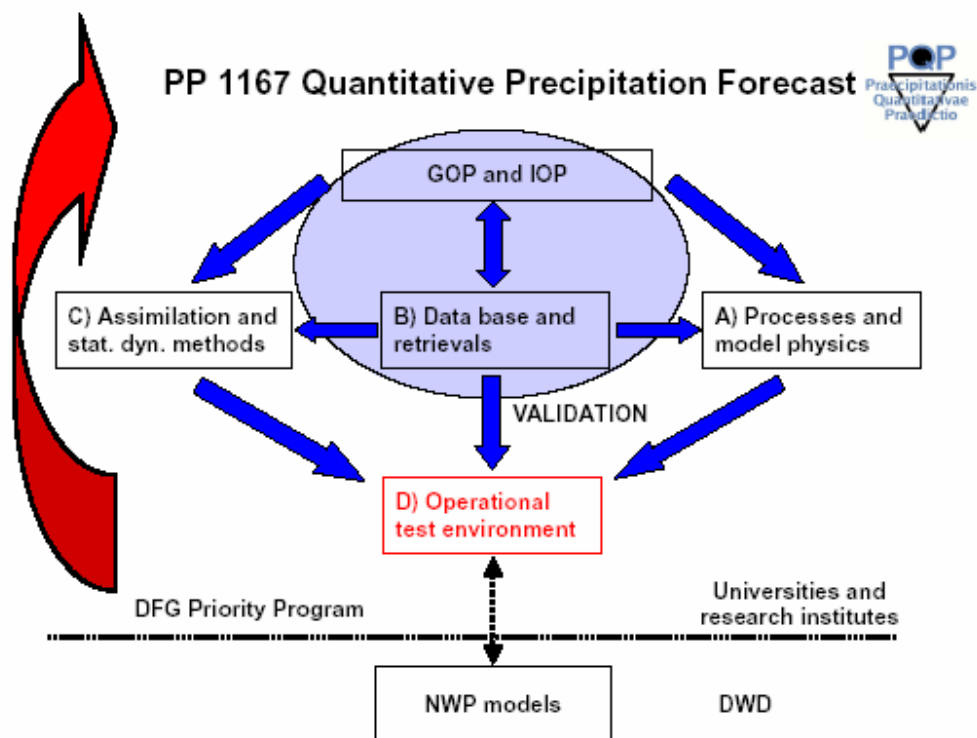 PP 1167 Quantitative Precipitation Forecast
PQP
Praecipitationis
Quantitativae
Praedictio
GOP and IOP
C) Assimilation and
stat. dyn. methods
B) Data base and
retrievals
A) Processes and
model physics
VALIDATION
D) Operational
test environment
DFG Priority Program
Universities and
research institutes
NWP models
DWD